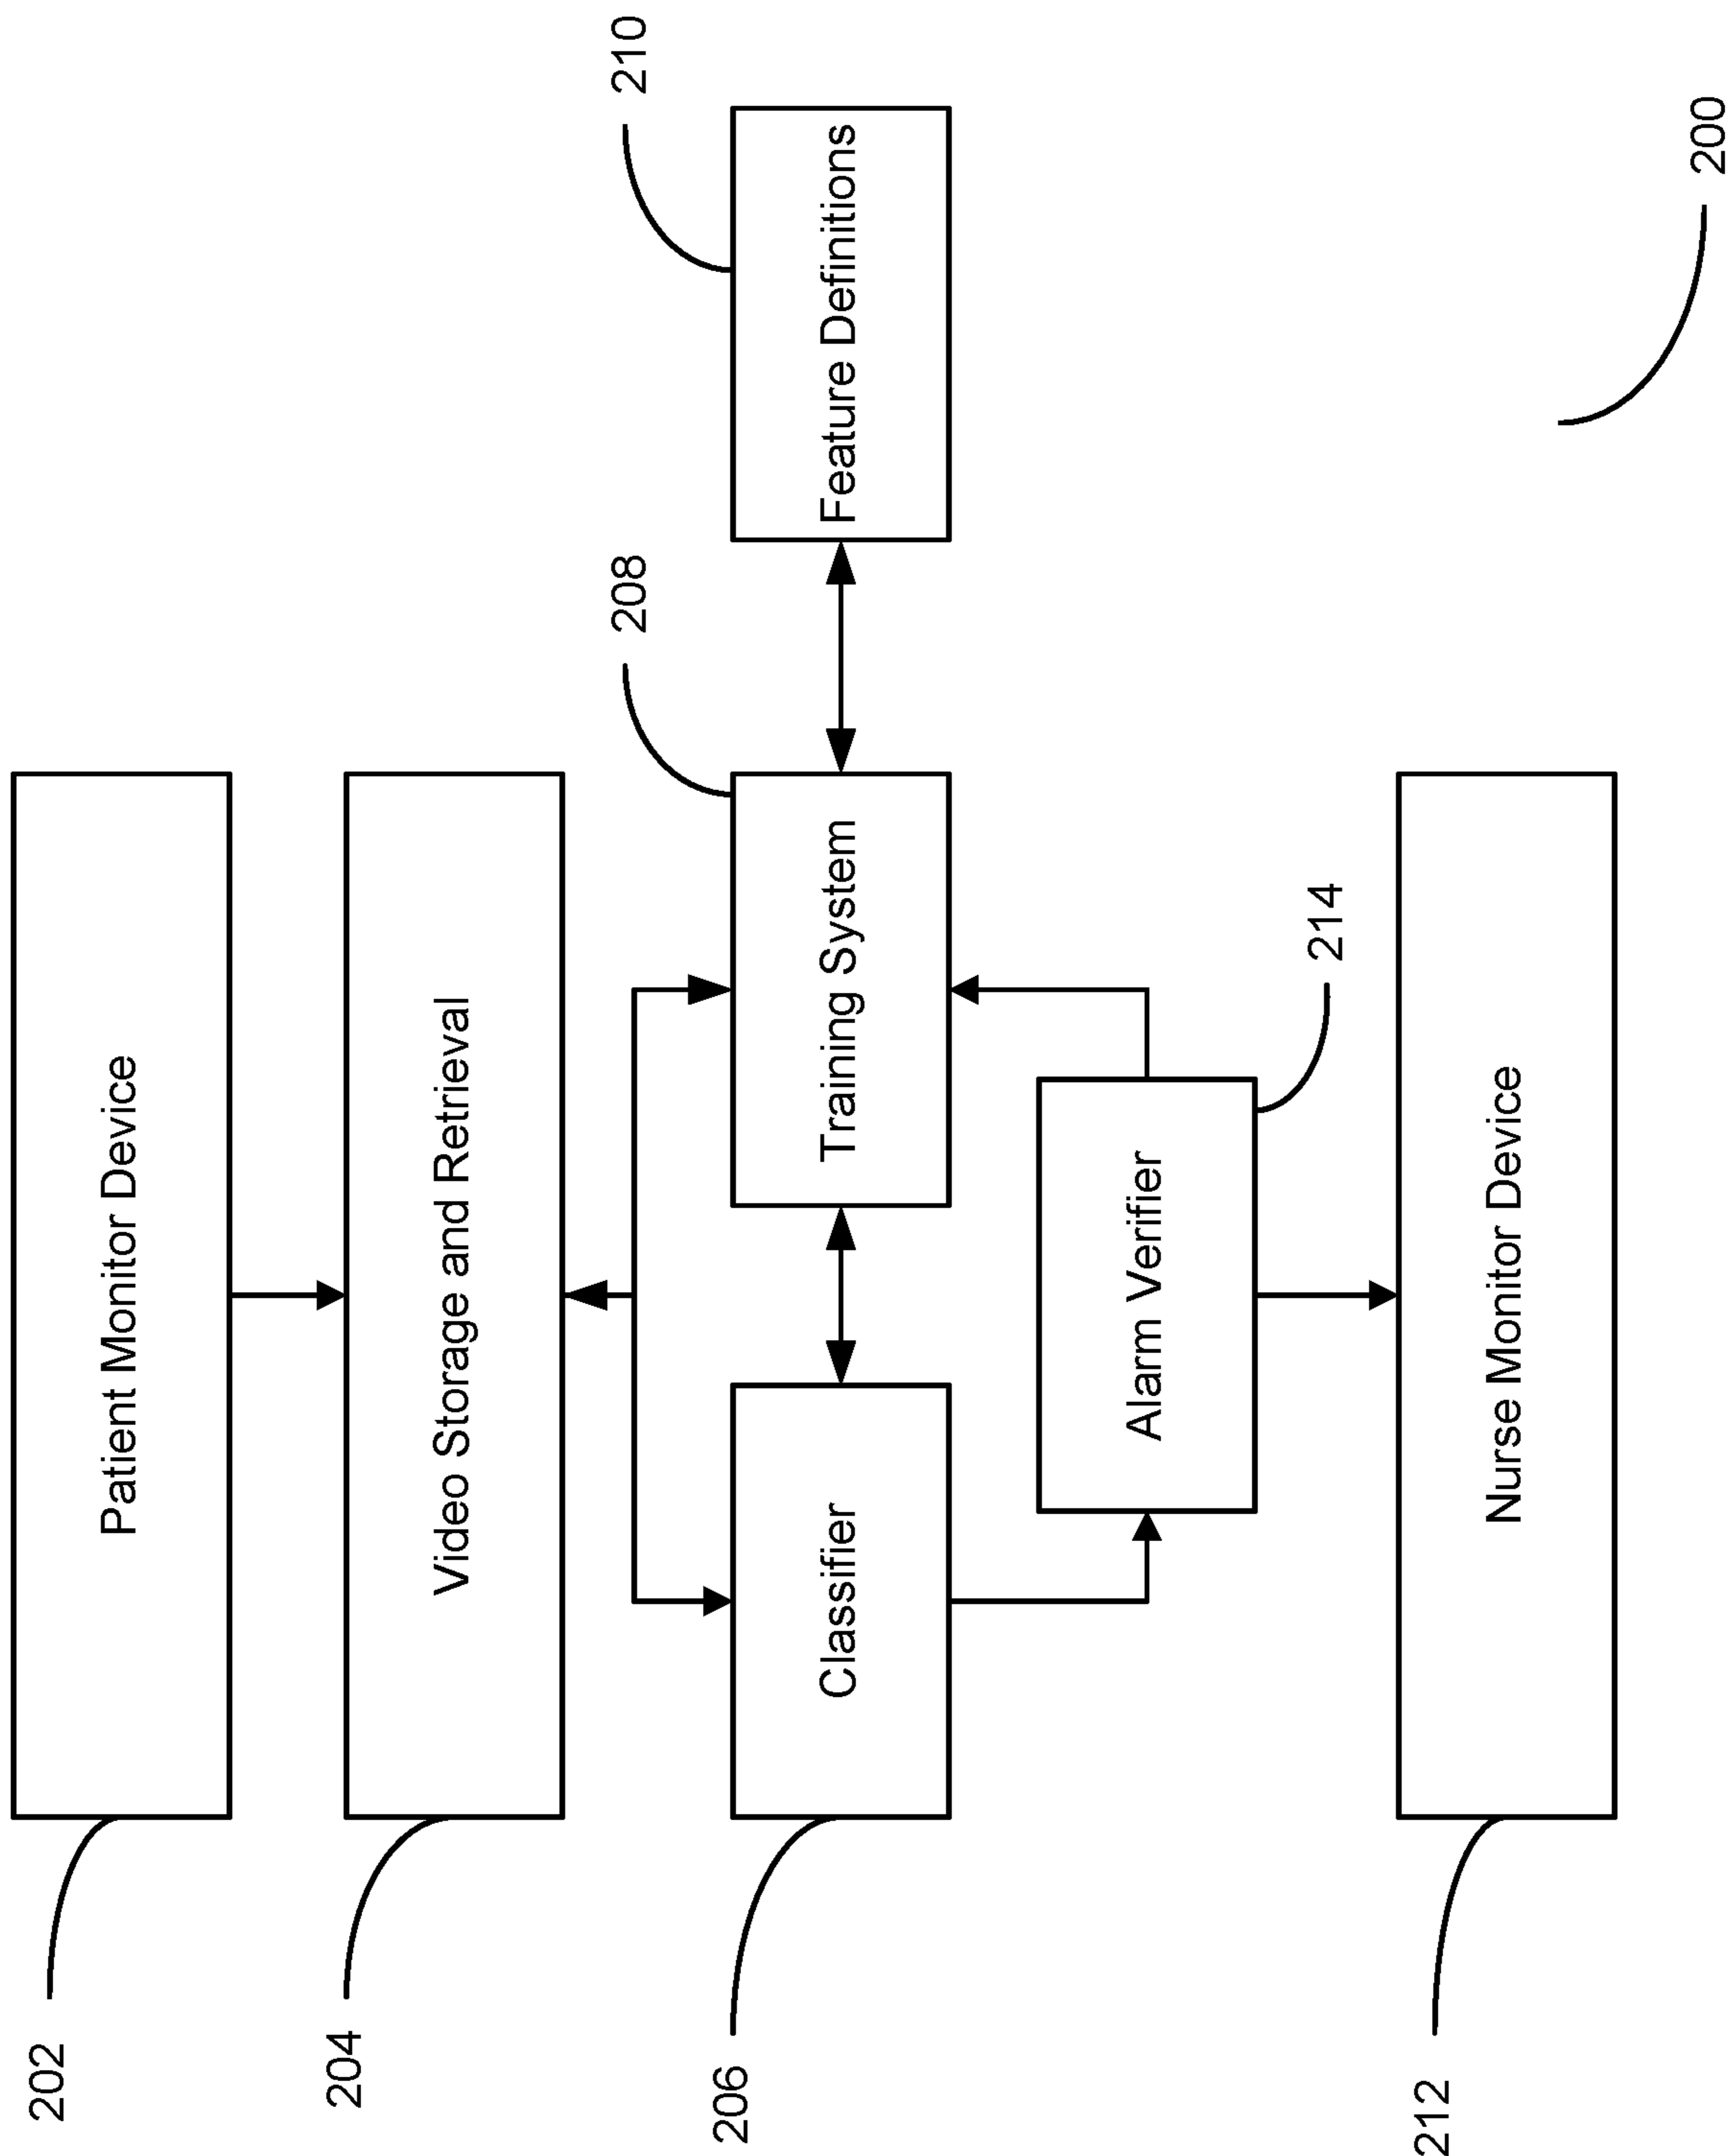 202
Patient Monitor Device
204
Video Storage and Retrieval
206
Classifier
208
Training System
210
Feature Definitions
Alarm Verifier
214
212
Nurse Monitor Device
200